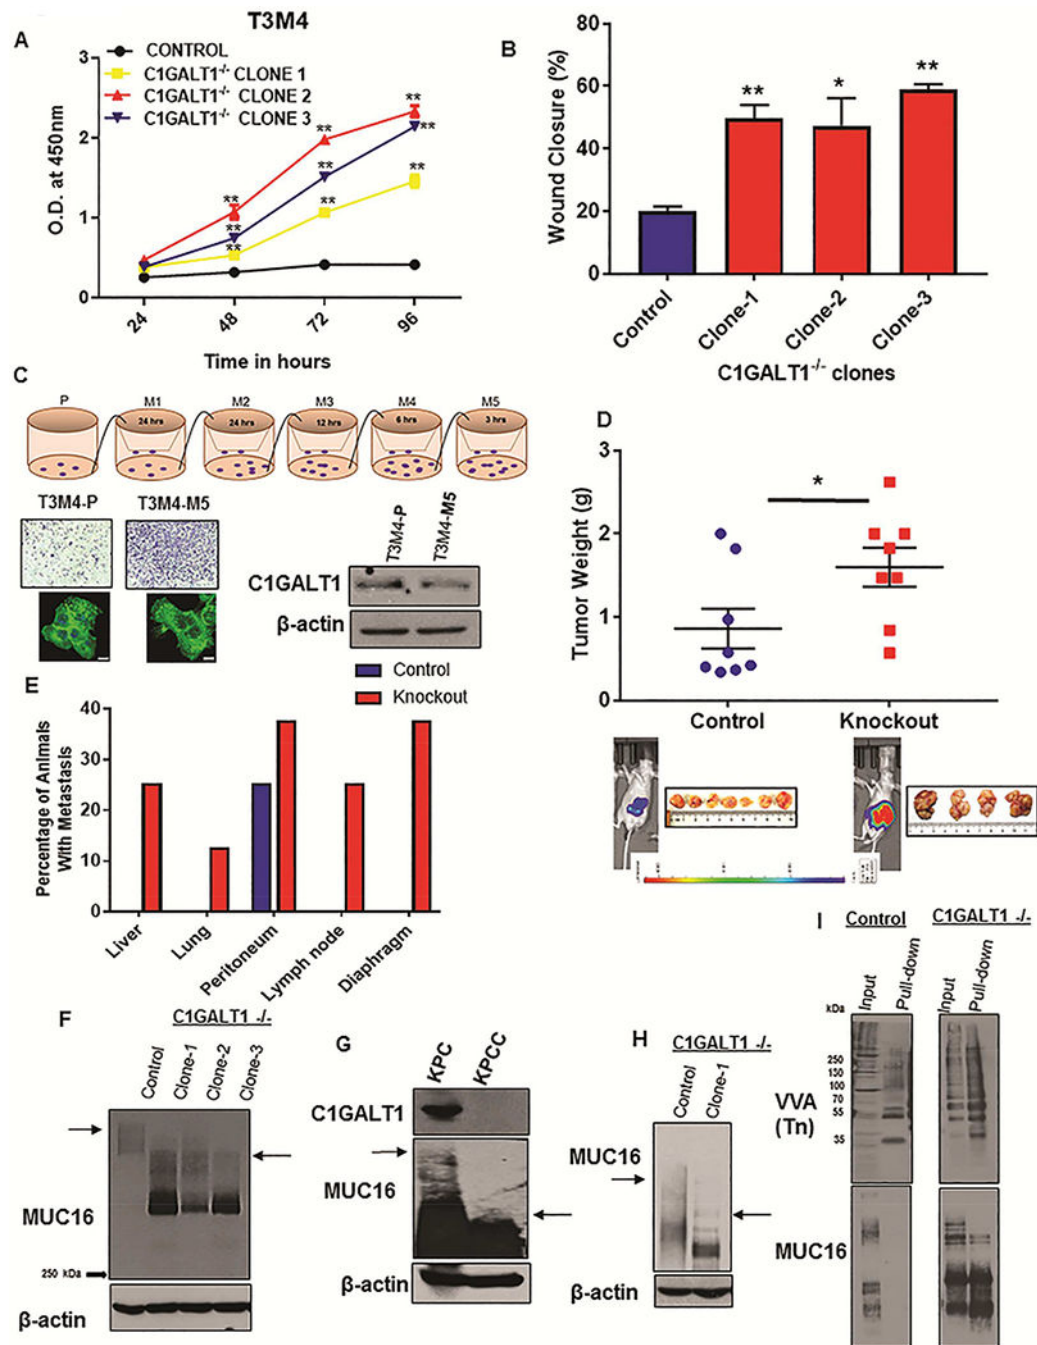 T3M4
A
CONTROL
C1GALT1-/- CLONE 1
C1GALT1-/- CLONE 2
C1GALT1-/- CLONE 3
O.D. at 450nm
3
2
1
0
** ** **
** ** **
** ** **
24 48 72 96
Time in hours
B
Wound Closure (%)
80
60
40
20
0
** * **
Control Clone-1 Clone-2 Clone-3
C1GALT1-/- clones
C
P M1 M2 M3 M4 M5
24 hrs 24 hrs 12 hrs 6 hrs 3 hrs
T3M4-P T3M4-M5
T3M4-P T3M4-M5
C1GALT1
β-actin
D
Tumor Weight (g)
3
2
1
0
*
Control Knockout
E
Control
Knockout
Percentage of Animals
With Metastasis
40
30
20
10
0
Liver Lung Peritoneum Lymph node Diaphragm
F
C1GALT1 -/-
Control Clone-1 Clone-2 Clone-3
MUC16
250 kDa
β-actin
G
KPC KPCC
C1GALT1
MUC16
β-actin
H
C1GALT1 -/-
Control Clone-1
MUC16
β-actin
I
Control C1GALT1 -/-
Input Pull-down Input Pull-down
kDa
250
150
100
70
55
35
VVA
(Tn)
MUC16